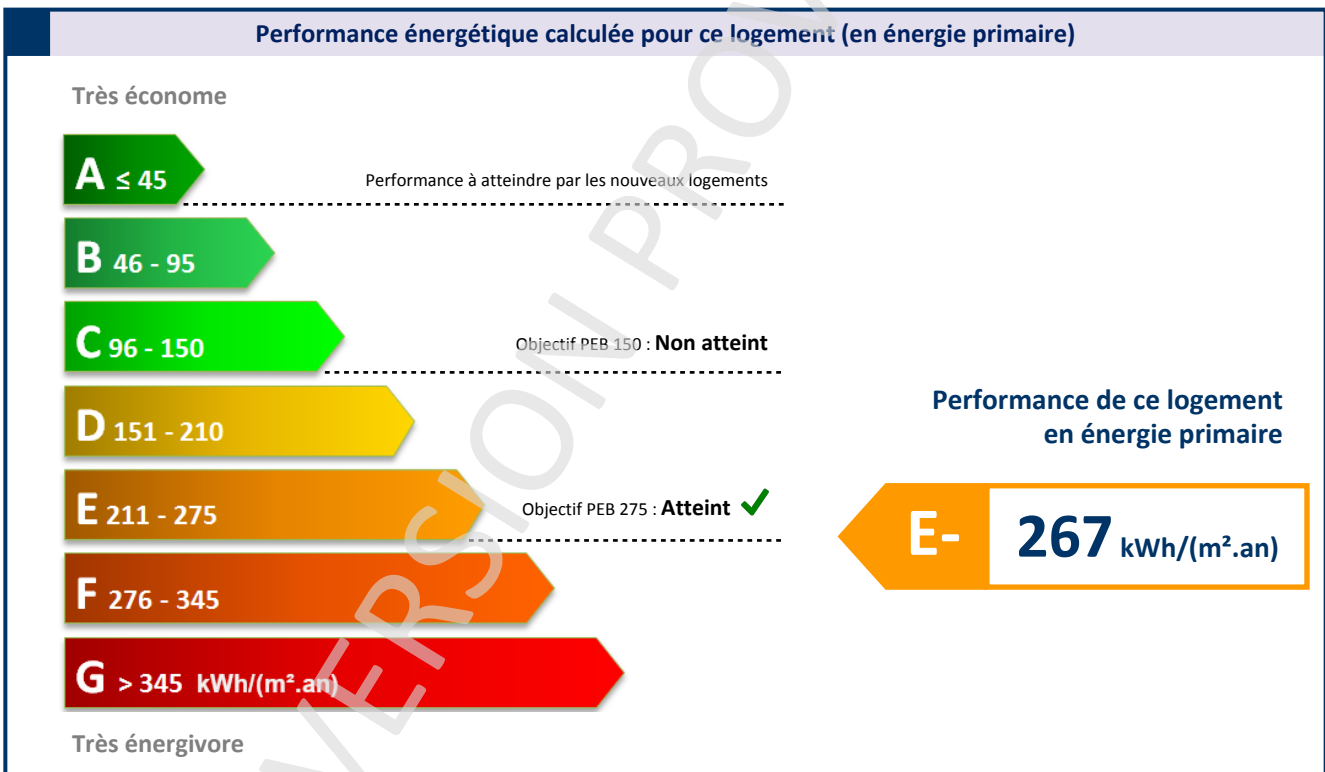 Performance énergétique calculée pour ce logement (en énergie primaire)
Très économe
A ≤ 45
Performance à atteindre par les nouveaux logements
B 46 - 95
C 96 - 150
Objectif PEB 150 : Non atteint
D 151 - 210
Performance de ce logement
en énergie primaire
E 211 - 275
Objectif PEB 275 : Atteint ✓
E- 267 kWh/(m².an)
F 276 - 345
G > 345 kWh/(m².an)
Très énergivore
VERSION PROV